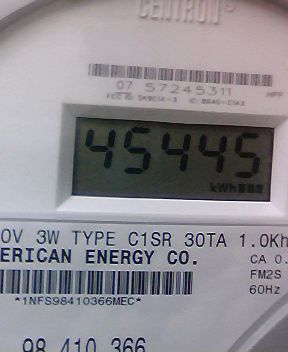 CENTRON
07 57245311
45445
kWh
OV 3W TYPE C1SR 30TA 1.0Kh
ERICAN ENERGY CO.
CA 0.
FM2S
60Hz
*1NFS98410366MEC*
98 410 366